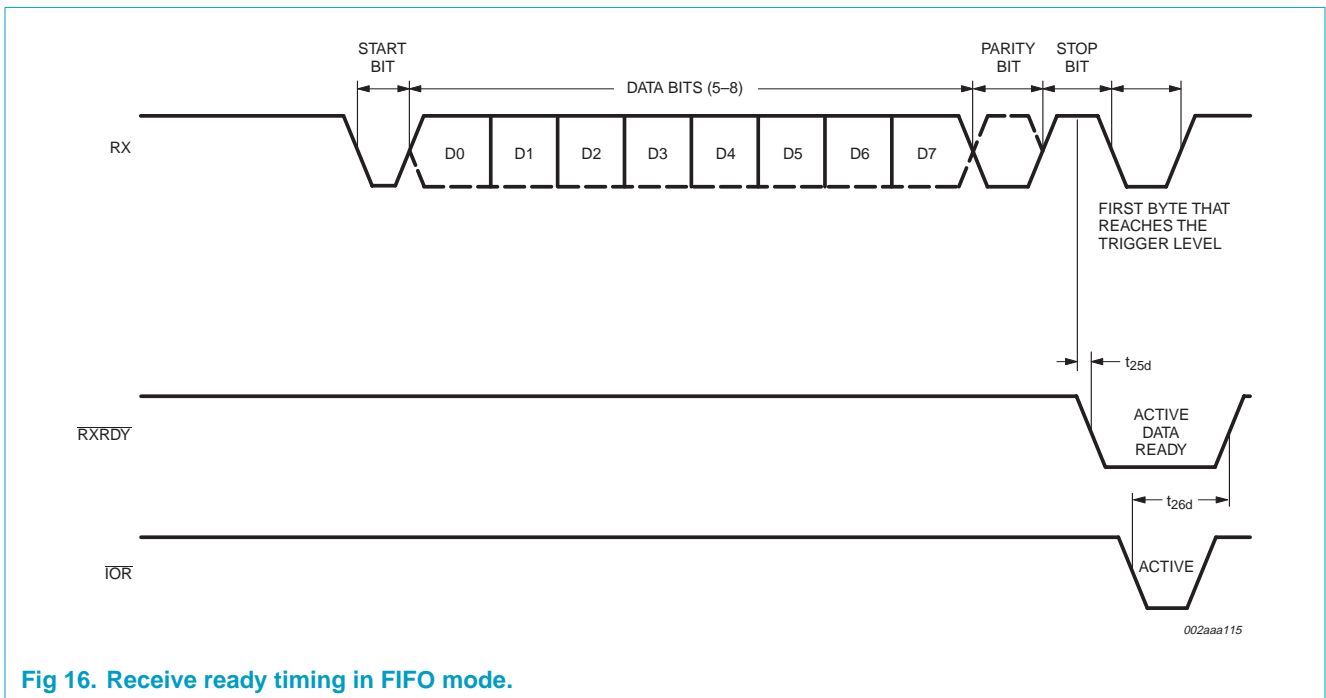 START
BIT
DATA BITS (5–8)
PARITY
BIT
STOP
BIT
RX
D0 D1 D2 D3 D4 D5 D6 D7
FIRST BYTE THAT
REACHES THE
TRIGGER LEVEL
t25d
RXRDY
ACTIVE
DATA
READY
t26d
IOR
ACTIVE
002aaa115
Fig 16. Receive ready timing in FIFO mode.